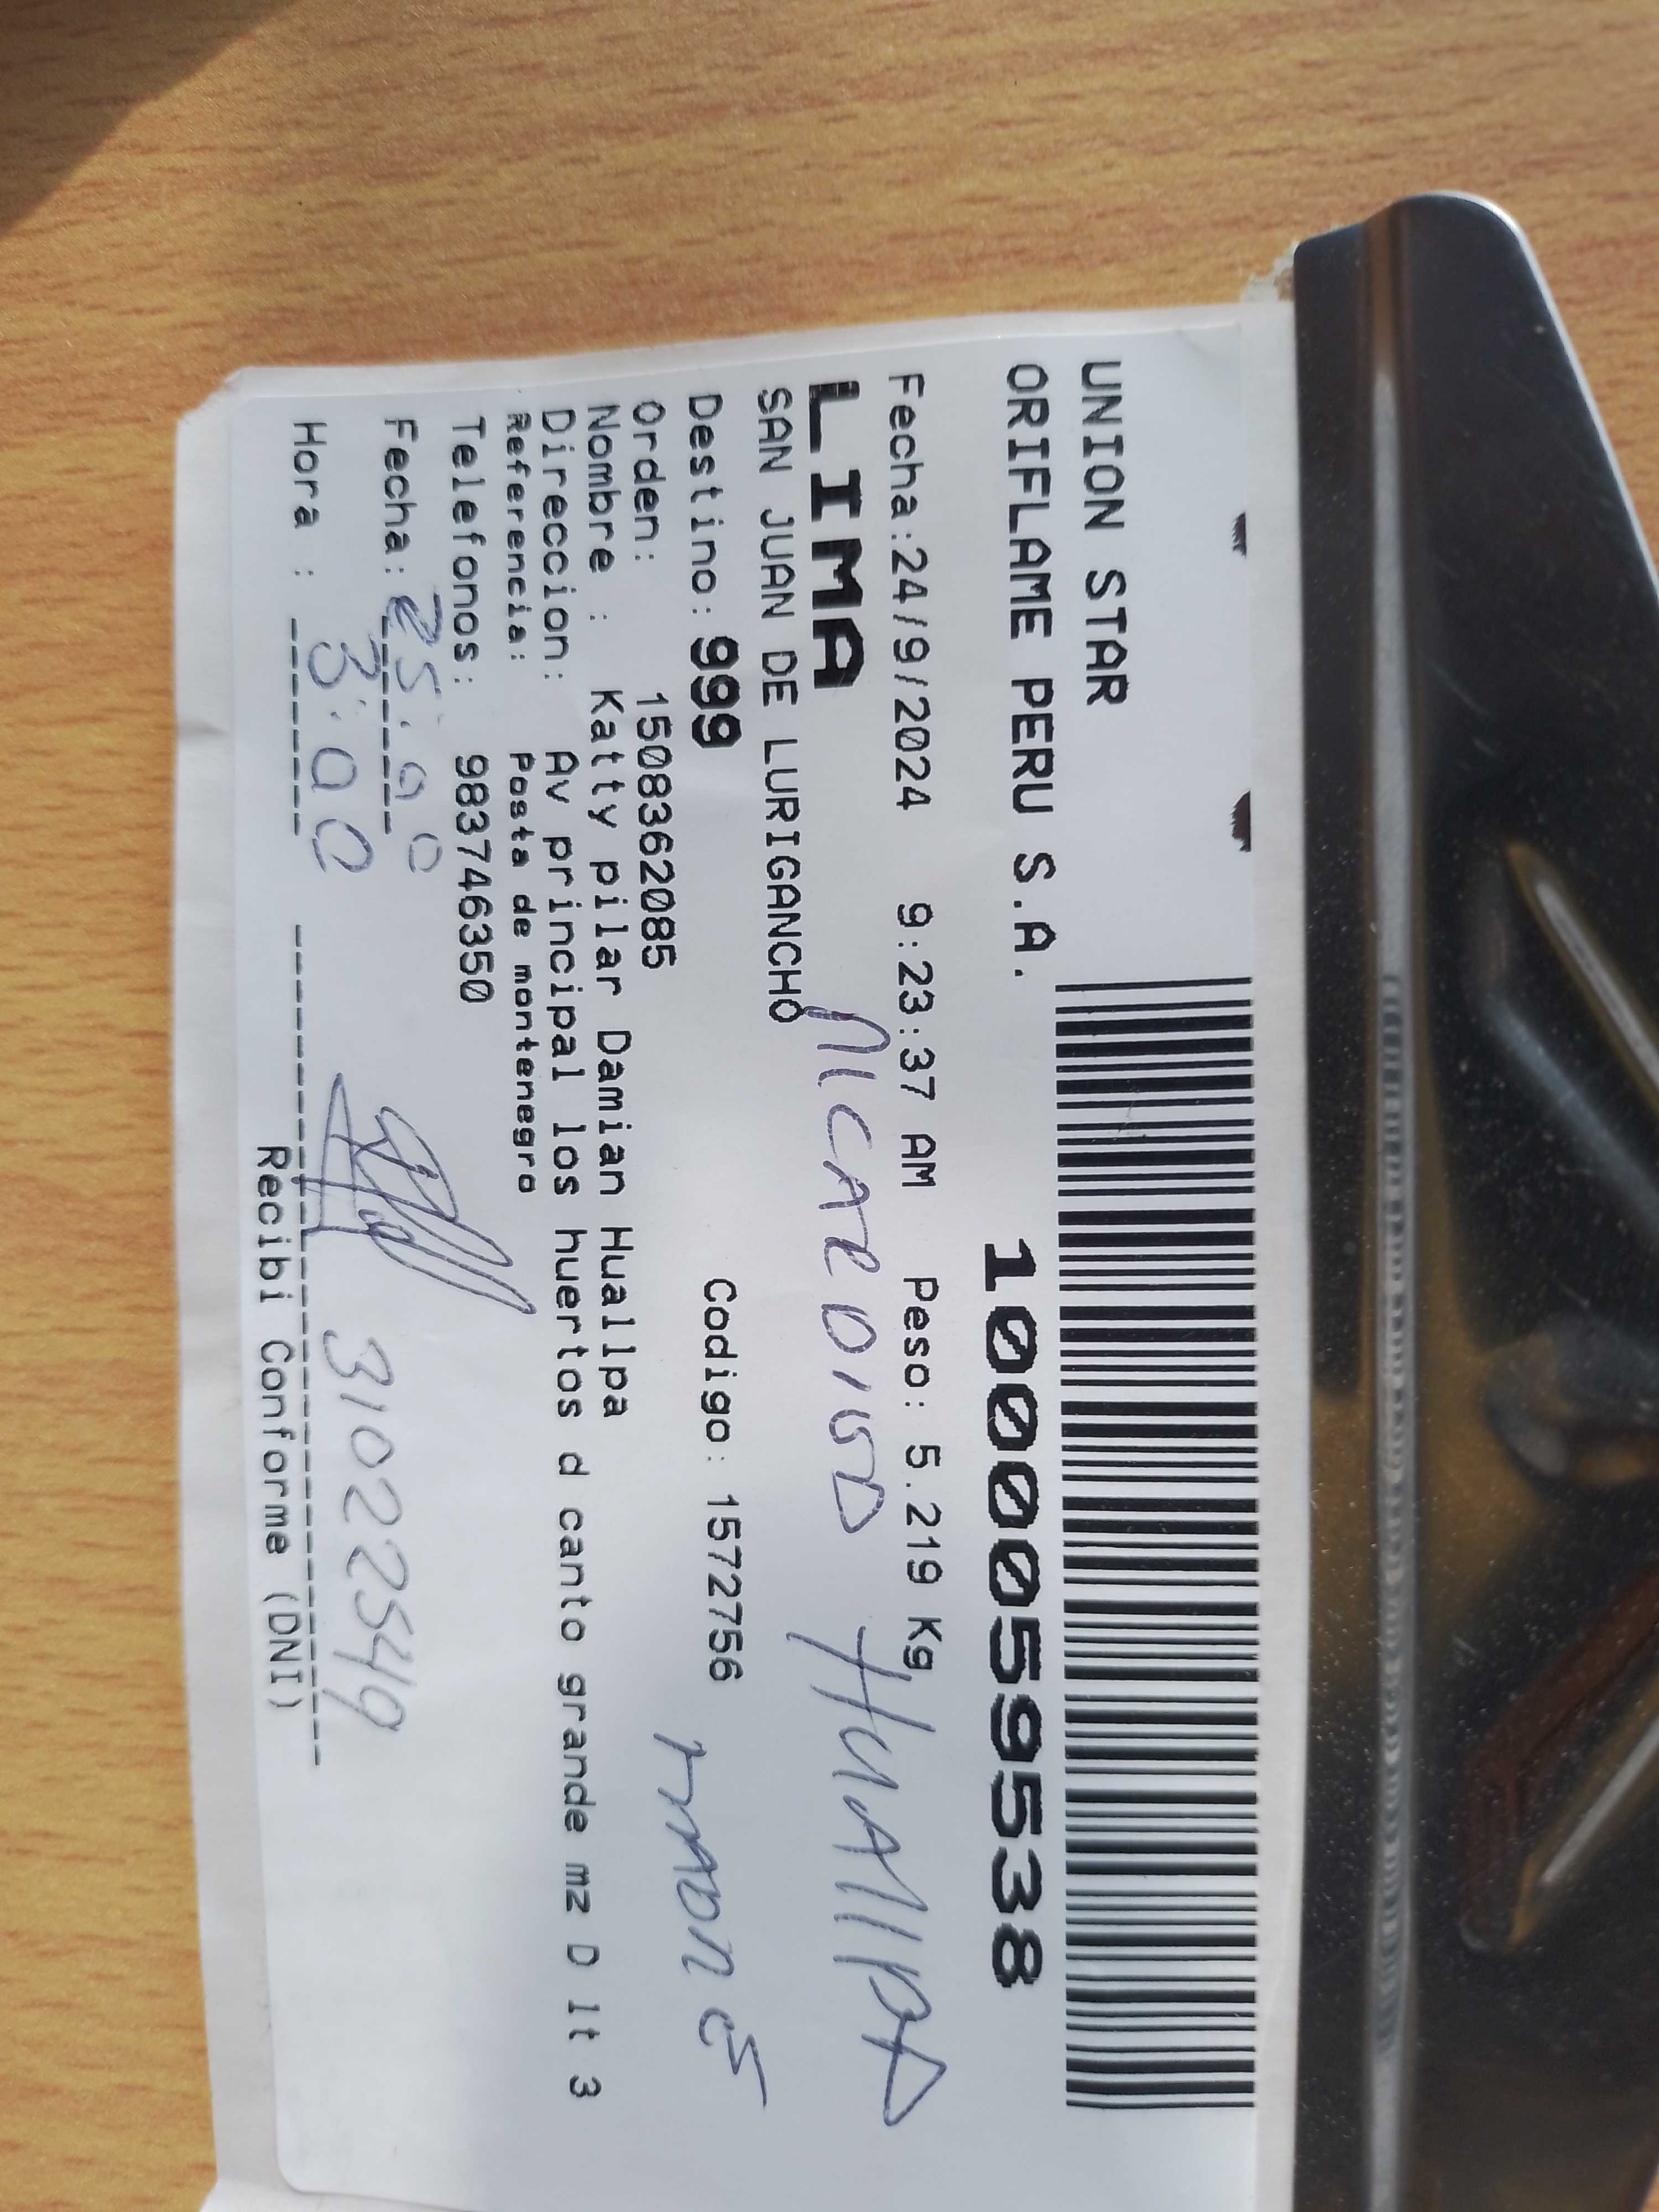 UNION STAR
ORIFLAME PERU S.A.
1000059538
Fecha:24/9/2024 9:23:37 AM Peso: 5.219 Kg
LIMA
HUAllPA
SAN JUAN DE LURIGANCHO
Destino: 999 Codigo: 1572756
Orden: 1508362085
Nombre : Katty pilar Damian Huallpa
Direccion: Av principal los huertos d canto grande mz D lt 3
Referencia: Posta de montenegro
Telefonos: 983746350
Fecha:
Hora : 3:00
31022549
Recibi Conforme (DNI)